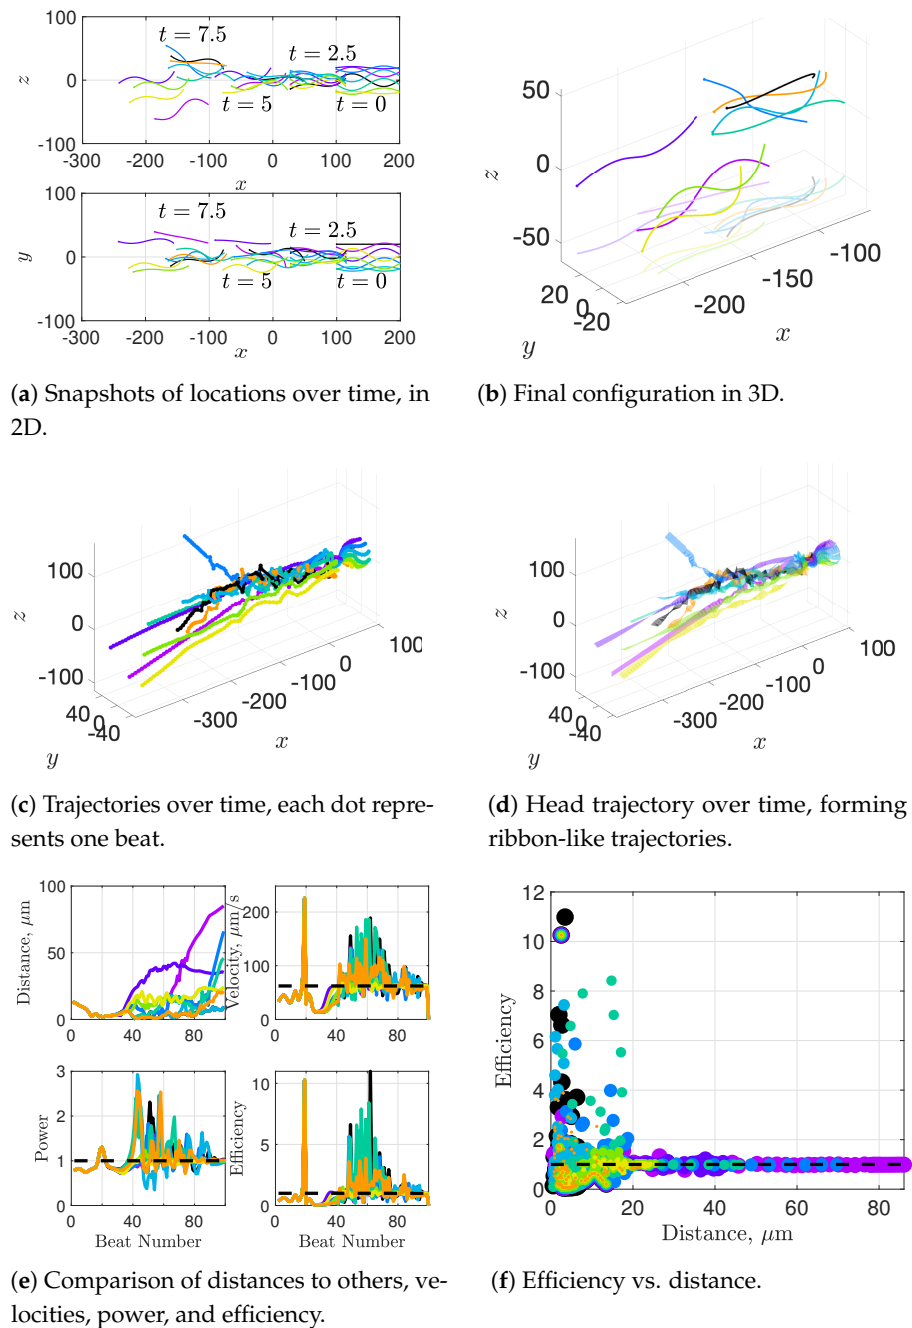 100
0
-100
z
t = 7.5
t = 2.5
t = 5
t = 0
-300 -200 -100 0 100 200
x
100
0
-100
y
t = 7.5
t = 2.5
t = 5
t = 0
-300 -200 -100 0 100 200
x
50
0
-50
z
20
0
-20
y
-200
-150
-100
x
(a) Snapshots of locations over time, in
2D.
(b) Final configuration in 3D.
100
0
-100
z
40
0
-40
y
-300
-200
-100
0
100
x
100
0
-100
z
40
0
-40
y
-300
-200
-100
0
100
x
(c) Trajectories over time, each dot repre-
sents one beat.
(d) Head trajectory over time, forming
ribbon-like trajectories.
100
50
0
Distance, μm
0 40 80
200
100
0
Velocity, μm/s
0 40 80
3
2
1
0
Power
0 40 80
Beat Number
10
5
0
Efficiency
0 40 80
Beat Number
12
10
8
6
4
2
0
Efficiency
0 20 40 60 80
Distance, μm
(e) Comparison of distances to others, ve-
locities, power, and efficiency.
(f) Efficiency vs. distance.